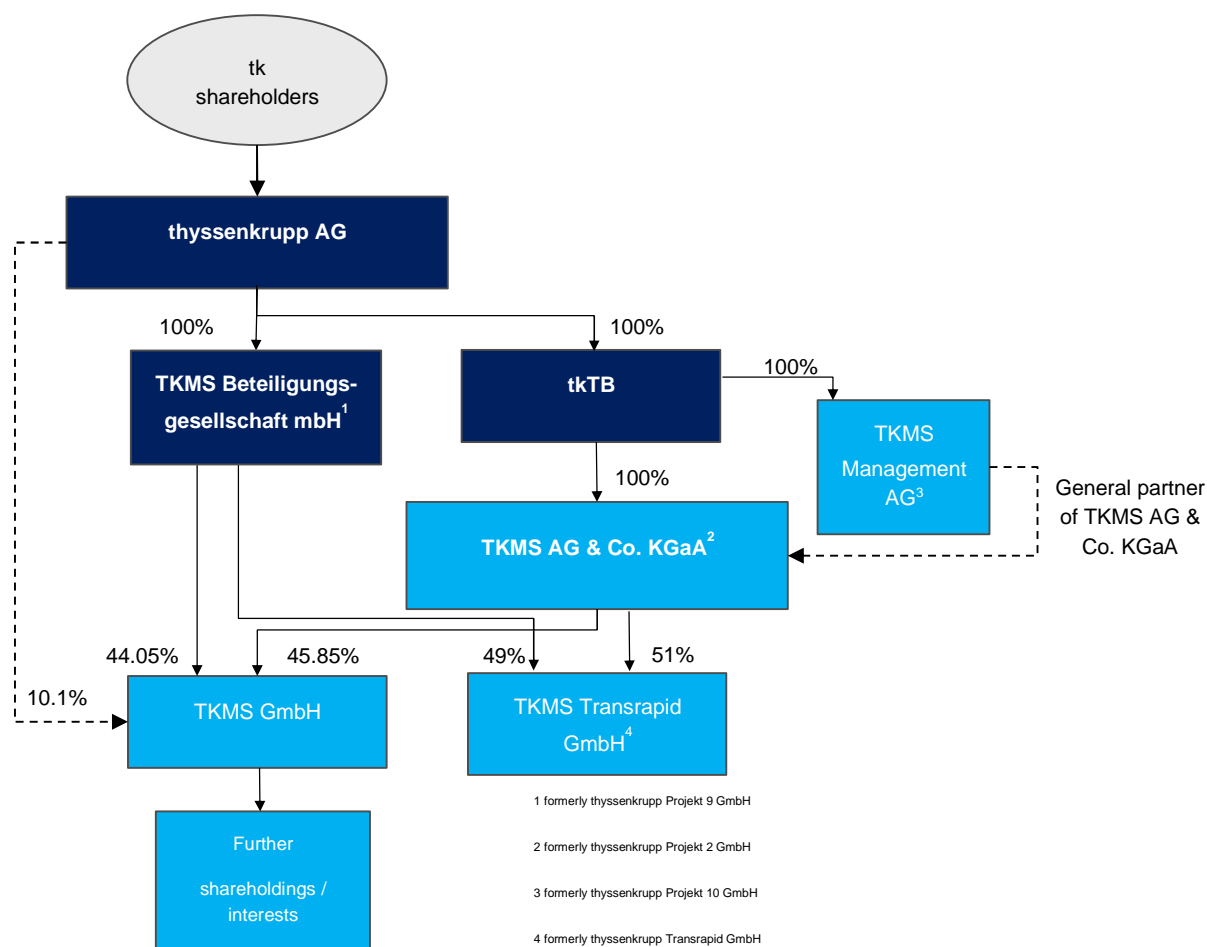 tk
shareholders
thyssenkrupp AG
100%
100%
TKMS Beteiligungs-
gesellschaft mbH1
tkTB
100%
TKMS
Management
AG3
General partner
of TKMS AG &
Co. KGaA
100%
TKMS AG & Co. KGaA2
44.05%
45.85%
49%
51%
10.1%
TKMS GmbH
TKMS Transrapid
GmbH4
Further
shareholdings /
interests
1 formerly thyssenkrupp Projekt 9 GmbH
2 formerly thyssenkrupp Projekt 2 GmbH
3 formerly thyssenkrupp Projekt 10 GmbH
4 formerly thyssenkrupp Transrapid GmbH